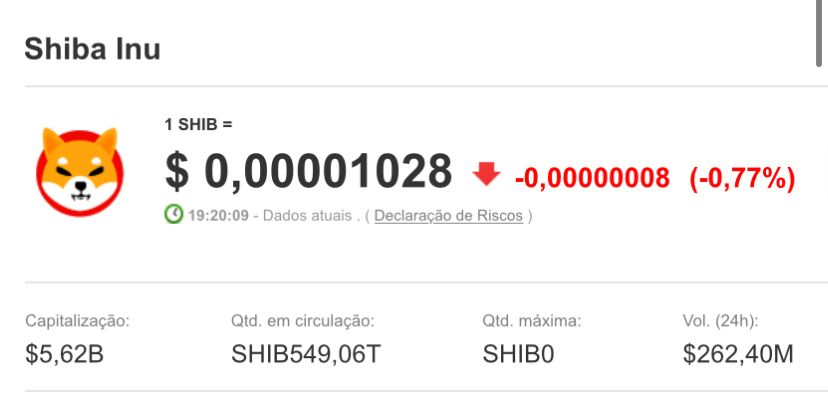 Shiba Inu
1 SHIB =
$ 0,00001028 -0,00000008 (-0,77%)
19:20:09 - Dados atuais . ( Declaração de Riscos )
Capitalização: Qtd. em circulação: Qtd. máxima: Vol. (24h):
$5,62B SHIB549,06T SHIB0 $262,40M